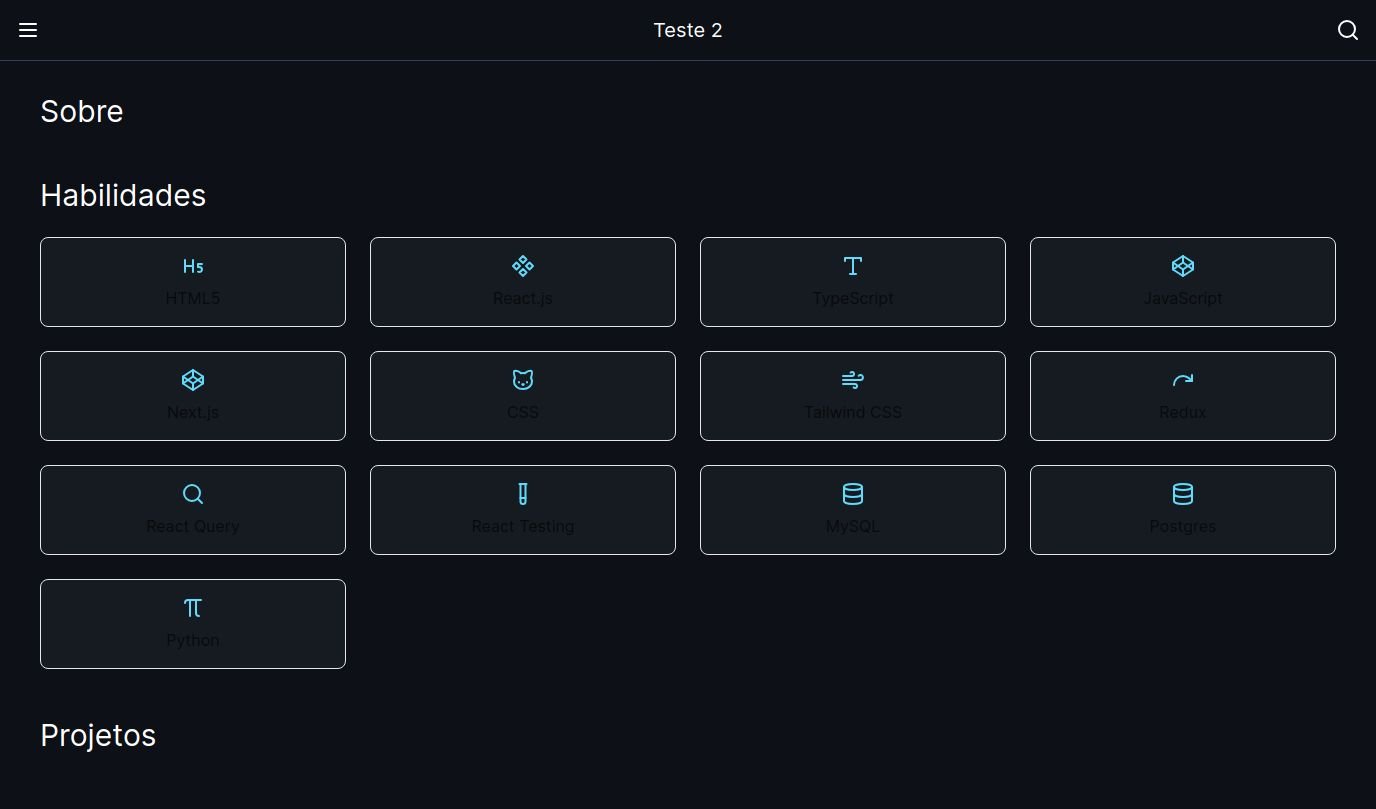 Teste 2
Sobre
Habilidades
HTML5
React.js
TypeScript
JavaScript
Next.js
CSS
Tailwind CSS
Redux
React Query
React Testing
MySQL
Postgres
Python
Projetos